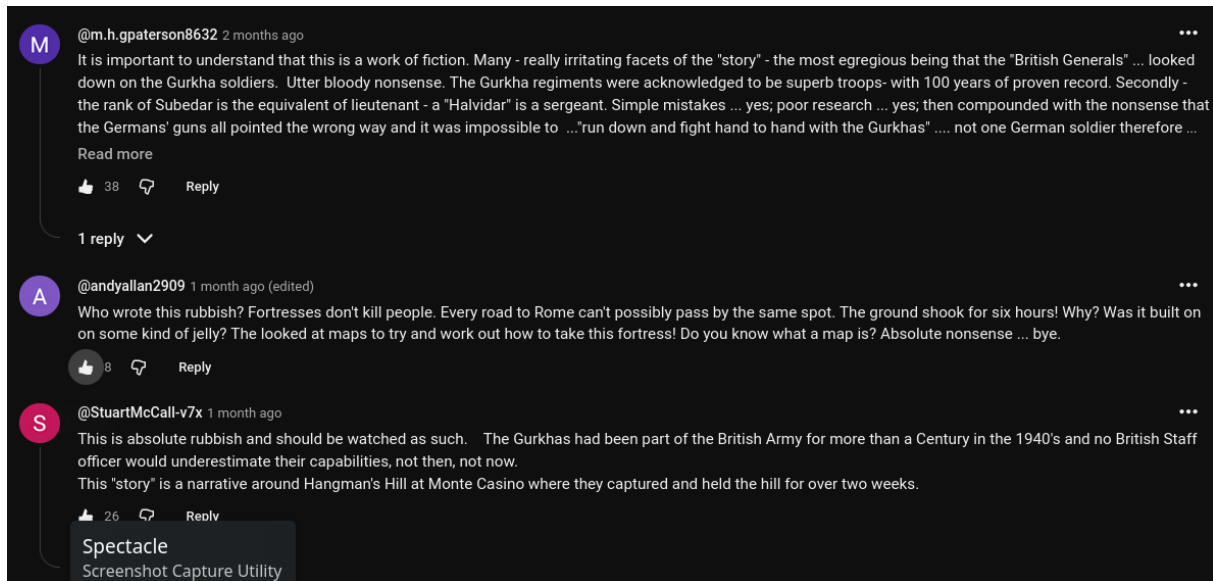 M
@m.h.gpaterson8632 2 months ago
It is important to understand that this is a work of fiction. Many - really irritating facets of the "story" - the most egregious being that the "British Generals" ... looked
down on the Gurkha soldiers.  Utter bloody nonsense. The Gurkha regiments were acknowledged to be superb troops- with 100 years of proven record. Secondly -
the rank of Subedar is the equivalent of lieutenant - a "Halvidar" is a sergeant. Simple mistakes ... yes; poor research ... yes; then compounded with the nonsense that
the Germans' guns all pointed the wrong way and it was impossible to  ..."run down and fight hand to hand with the Gurkhas" .... not one German soldier therefore ...
Read more
38 Reply
1 reply
A
@andyallan2909 1 month ago (edited)
Who wrote this rubbish? Fortresses don't kill people. Every road to Rome can't possibly pass by the same spot. The ground shook for six hours! Why? Was it built on
on some kind of jelly? The looked at maps to try and work out how to take this fortress! Do you know what a map is? Absolute nonsense ... bye.
8 Reply
S
@StuartMcCall-v7x 1 month ago
This is absolute rubbish and should be watched as such.    The Gurkhas had been part of the British Army for more than a Century in the 1940's and no British Staff
officer would underestimate their capabilities, not then, not now.
This "story" is a narrative around Hangman's Hill at Monte Casino where they captured and held the hill for over two weeks.
26 Reply
Spectacle
Screenshot Capture Utility